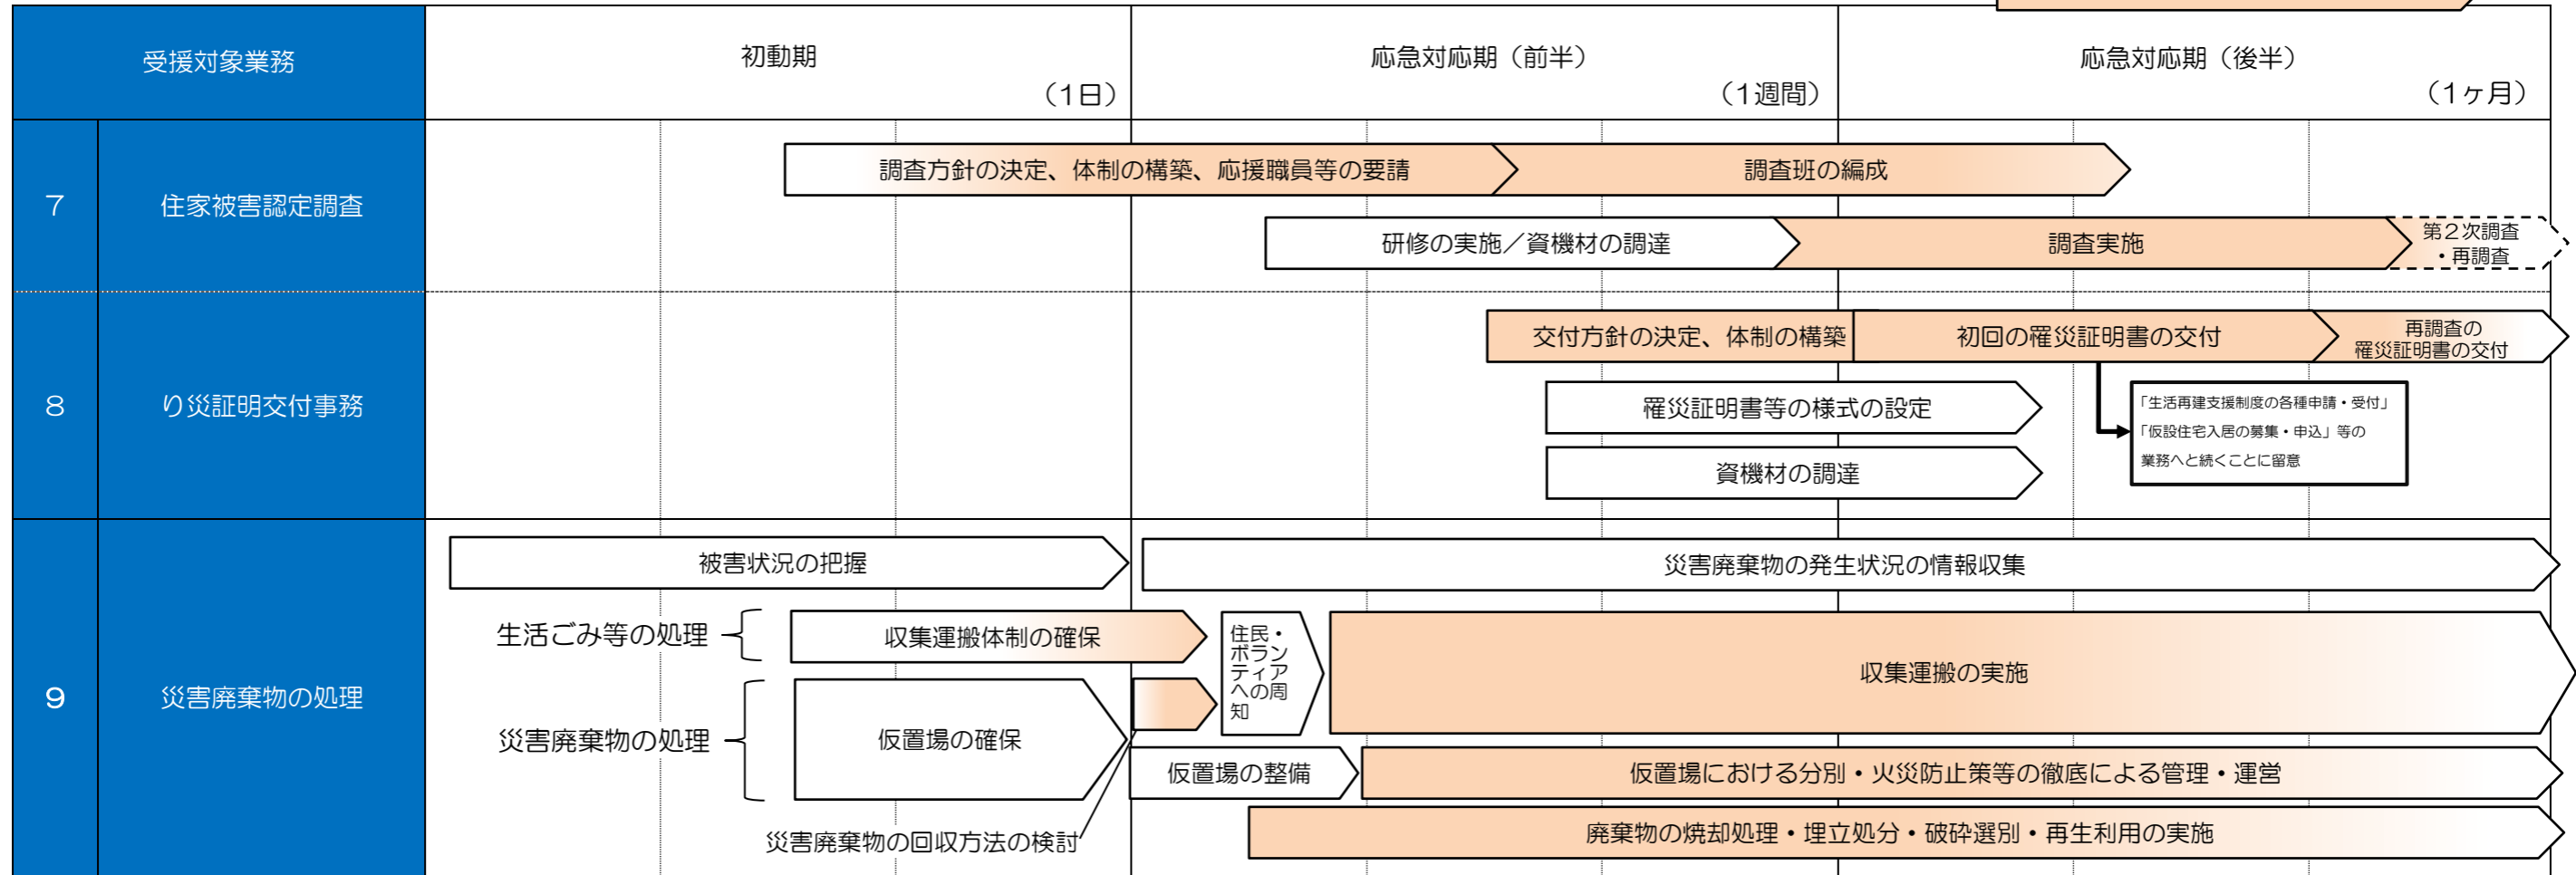 受援対象業務
初動期
（1日）
応急対応期（前半）
（1週間）
応急対応期（後半）
（1ヶ月）
7
住家被害認定調査
調査方針の決定、体制の構築、応援職員等の要請
調査班の編成
研修の実施／資機材の調達
調査実施
第２次調査
・再調査
8
り災証明交付事務
交付方針の決定、体制の構築
初回の罹災証明書の交付
再調査の
罹災証明書の交付
罹災証明書等の様式の設定
資機材の調達
「生活再建支援制度の各種申請・受付」
「仮設住宅入居の募集・申込」等の
業務へと続くことに留意
9
災害廃棄物の処理
被害状況の把握
災害廃棄物の発生状況の情報収集
生活ごみ等の処理
収集運搬体制の確保
住民・
ボラン
ティア
への周
知
収集運搬の実施
災害廃棄物の処理
仮置場の確保
仮置場の整備
仮置場における分別・火災防止策等の徹底による管理・運営
災害廃棄物の回収方法の検討
廃棄物の焼却処理・埋立処分・破砕選別・再生利用の実施